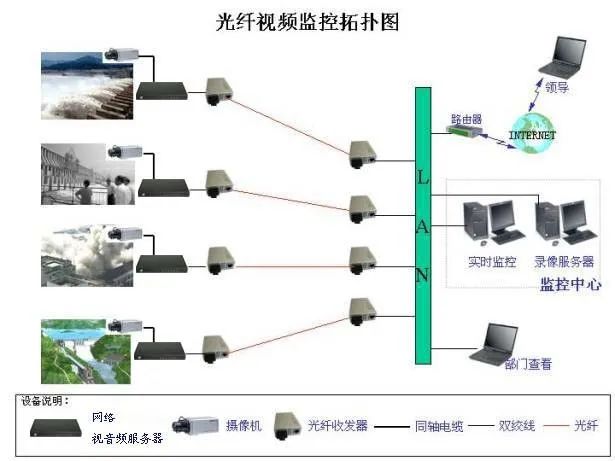 光纤视频监控拓扑图
领导
路由器
INTERNET
L
A
N
实时监控
录像服务器
监控中心
部门查看
设备说明：
网络
视音频服务器
摄像机
光纤收发器
同轴电缆
双绞线
光纤